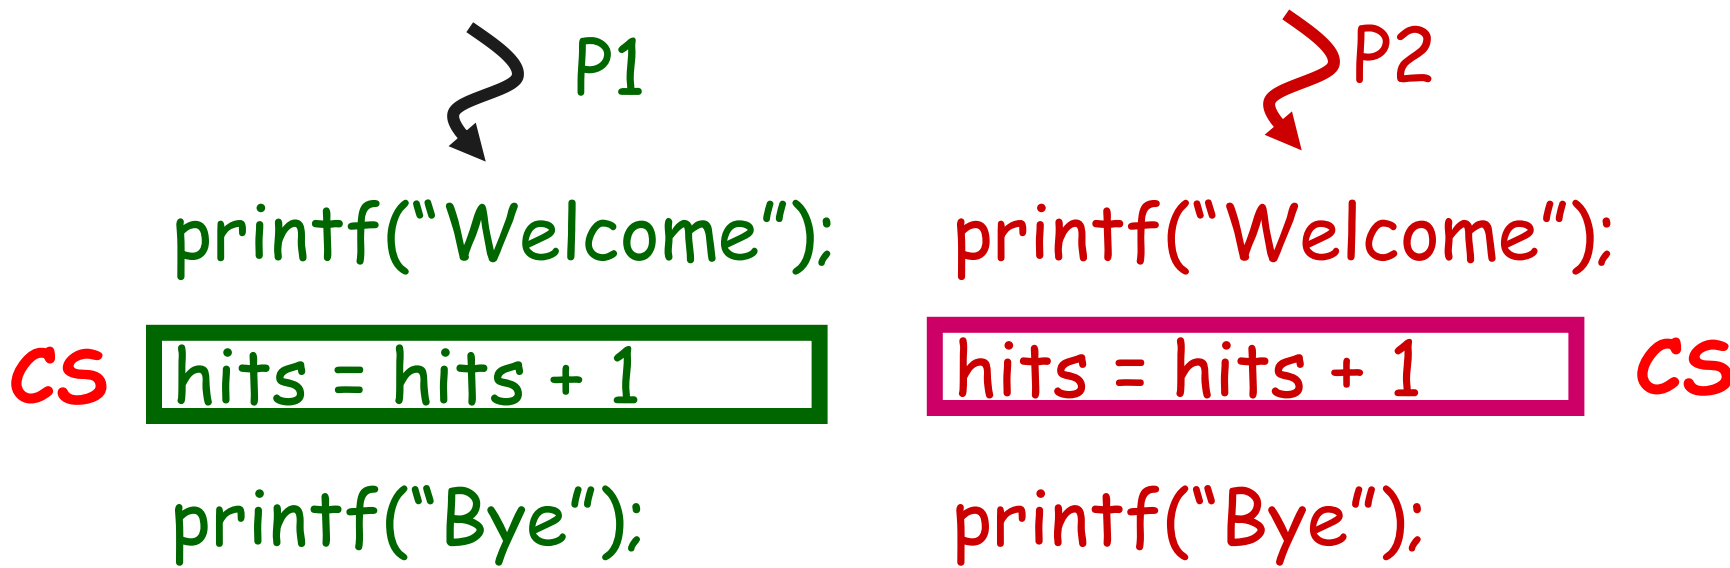 P1
printf(“Welcome”);
CS hits = hits + 1
printf(“Bye”);
P2
printf(“Welcome”);
hits = hits + 1 CS
printf(“Bye”);